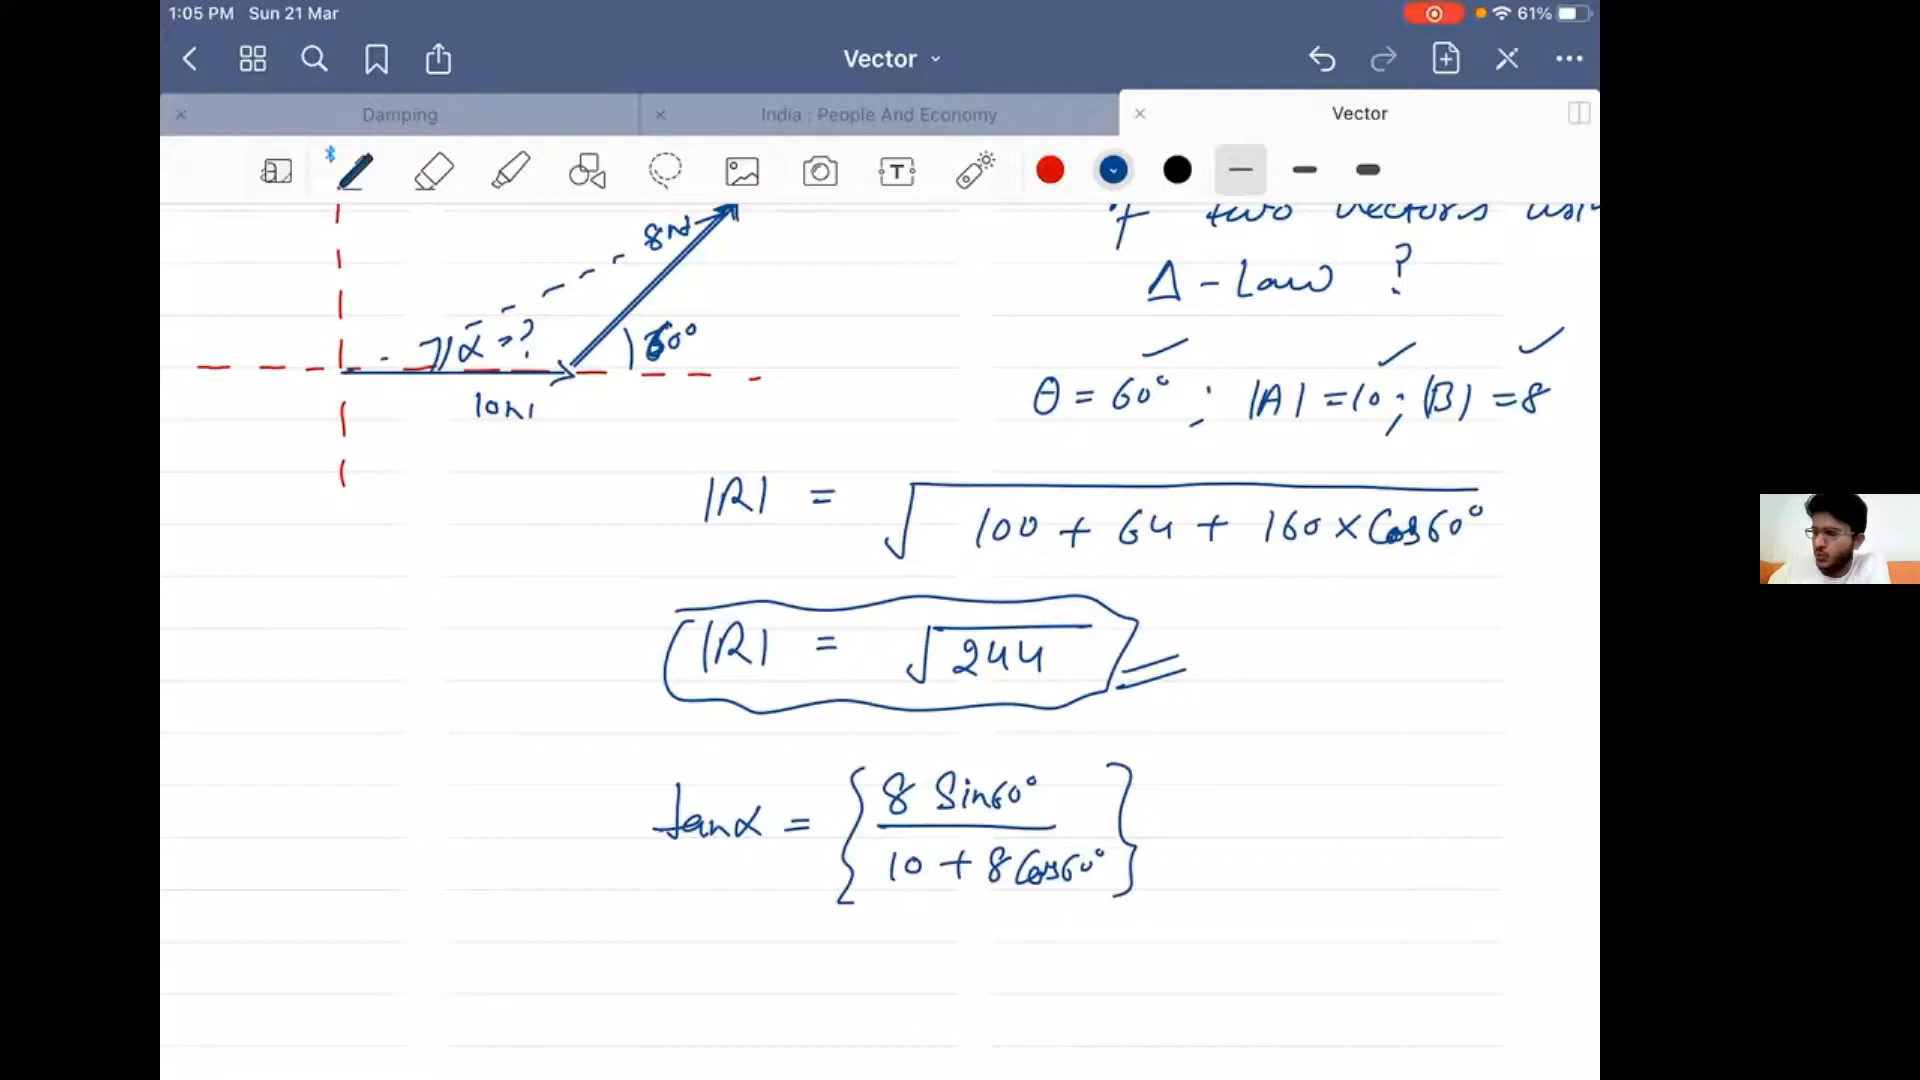 1:05 PM Sun 21 Mar
61%
Vector
Damping
India : People And Economy
Vector
T
8N
α = ?
60°
10N
of two vectors
Δ - Law ?
θ = 60° ; |A| = 10 ; |B| = 8
|R| = √100 + 64 + 160 × Cos60°
|R| = √244
tanα = { 8 Sin60° / 10 + 8 Cos60° }